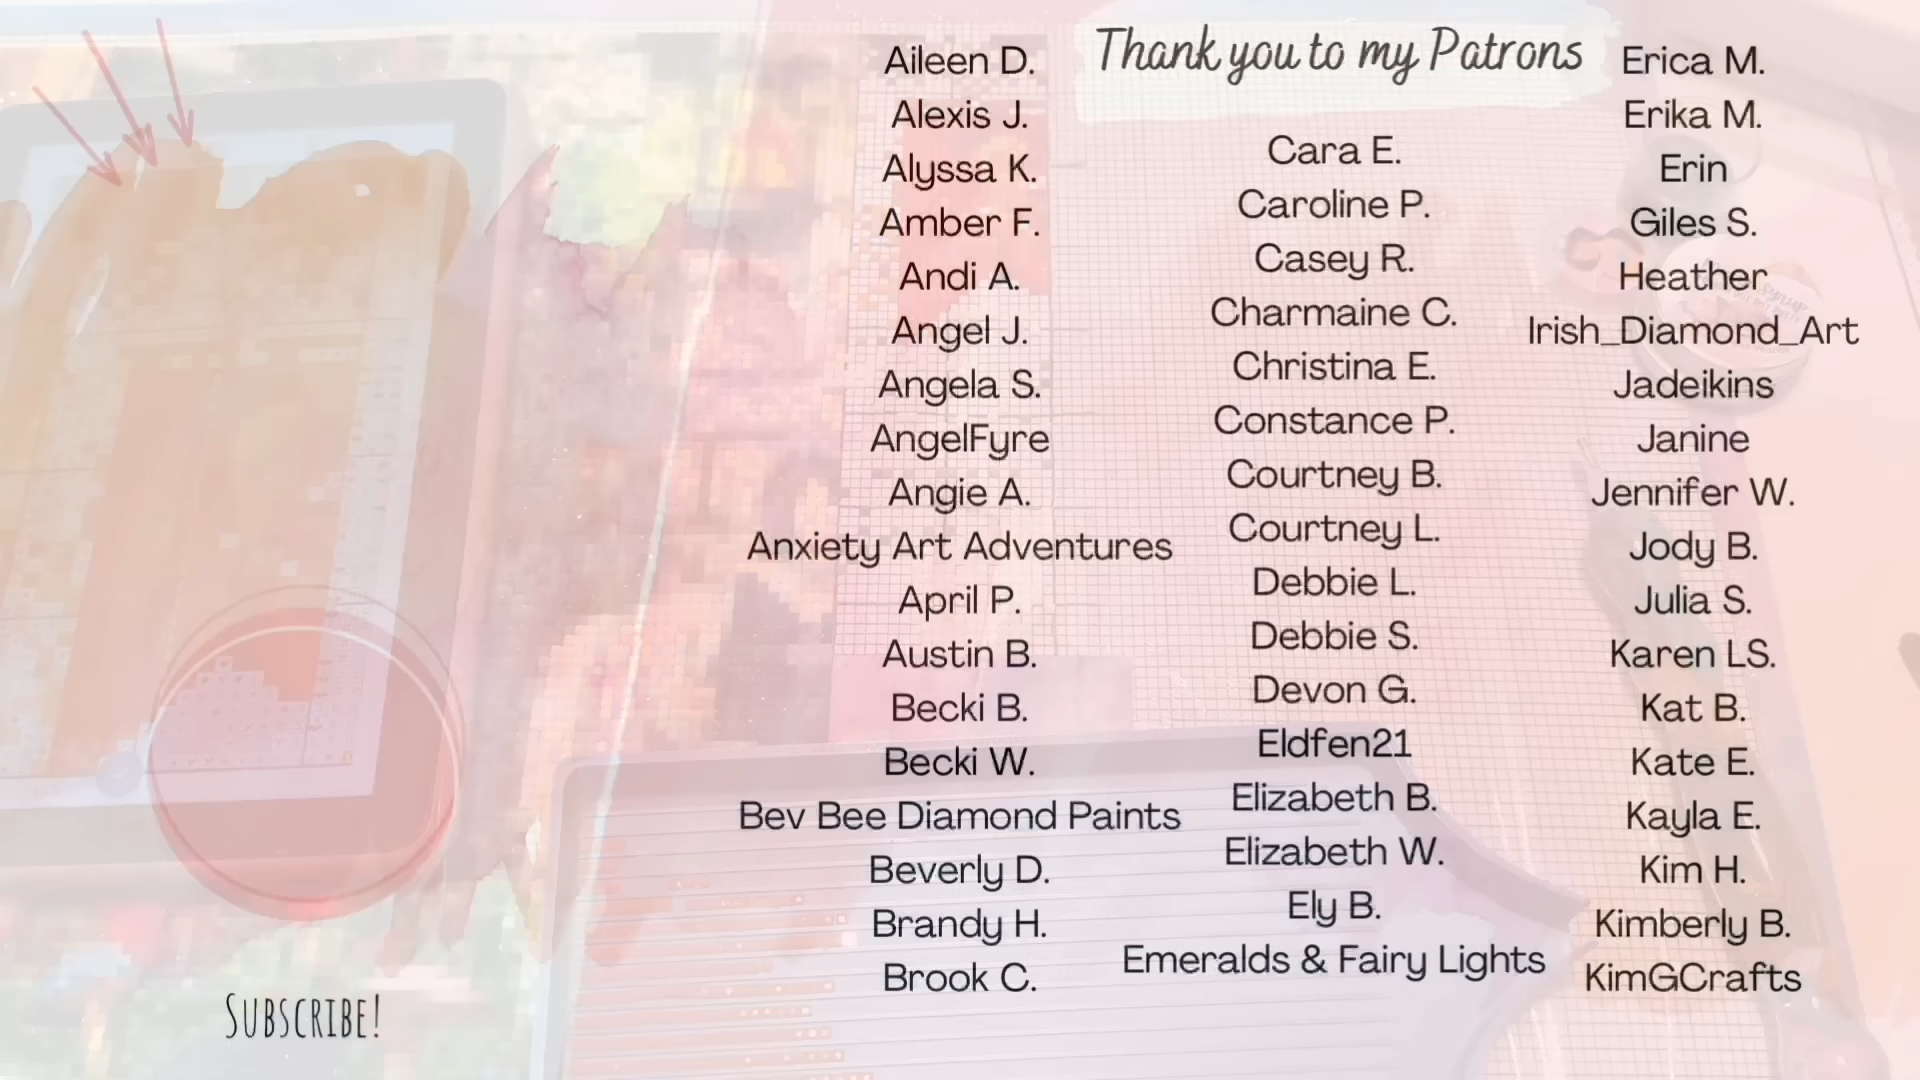 Thank you to my Patrons
Aileen D.
Alexis J.
Alyssa K.
Amber F.
Andi A.
Angel J.
Angela S.
AngelFyre
Angie A.
Anxiety Art Adventures
April P.
Austin B.
Becki B.
Becki W.
Bev Bee Diamond Paints
Beverly D.
Brandy H.
Brook C.
Cara E.
Caroline P.
Casey R.
Charmaine C.
Christina E.
Constance P.
Courtney B.
Courtney L.
Debbie L.
Debbie S.
Devon G.
Eldfen21
Elizabeth B.
Elizabeth W.
Ely B.
Emeralds & Fairy Lights
Erica M.
Erika M.
Erin
Giles S.
Heather
Irish_Diamond_Art
Jadeikins
Janine
Jennifer W.
Jody B.
Julia S.
Karen LS.
Kat B.
Kate E.
Kayla E.
Kim H.
Kimberly B.
KimGCrafts
Subscribe!